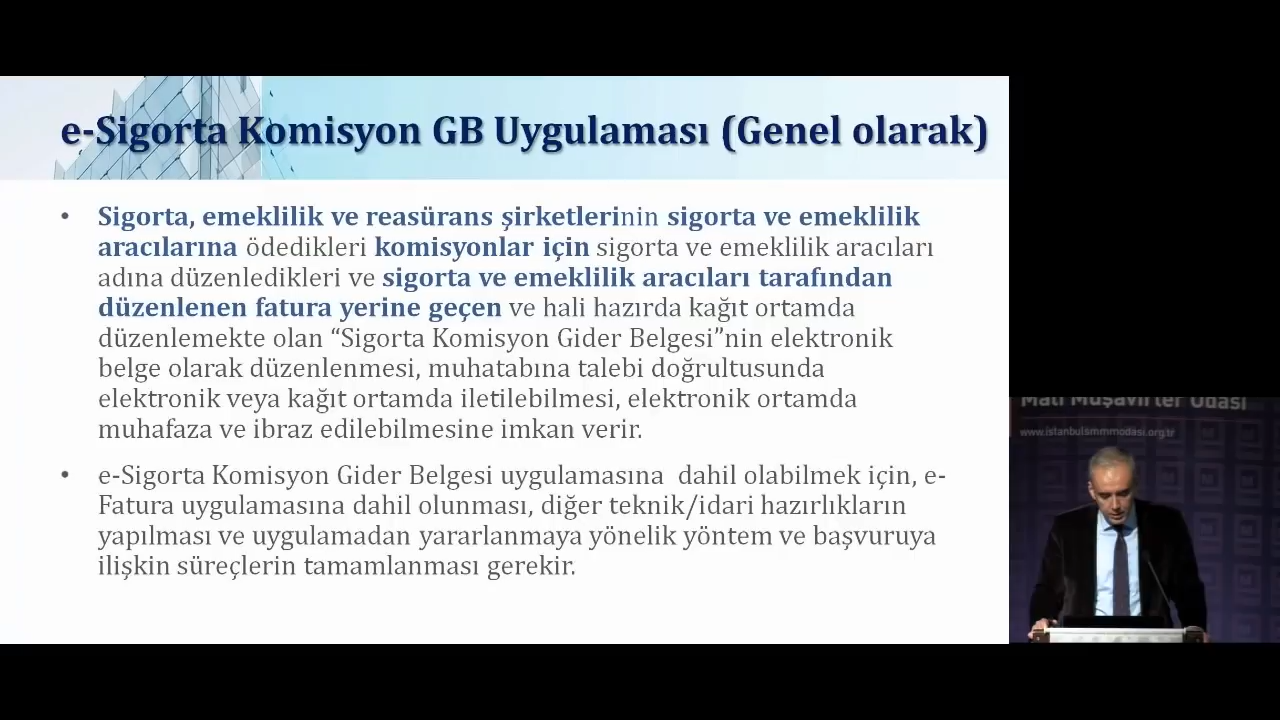 e-Sigorta Komisyon GB Uygulaması (Genel olarak)
• Sigorta, emeklilik ve reasürans şirketlerinin sigorta ve emeklilik
aracılarına ödedikleri komisyonlar için sigorta ve emeklilik aracıları
adına düzenledikleri ve sigorta ve emeklilik aracıları tarafından
düzenlenen fatura yerine geçen ve hali hazırda kağıt ortamda
düzenlemekte olan “Sigorta Komisyon Gider Belgesi”nin elektronik
belge olarak düzenlenmesi, muhatabına talebi doğrultusunda
elektronik veya kağıt ortamda iletilebilmesi, elektronik ortamda
muhafaza ve ibraz edilebilmesine imkan verir.
• e-Sigorta Komisyon Gider Belgesi uygulamasına dahil olabilmek için, e-
Fatura uygulamasına dahil olunması, diğer teknik/idari hazırlıkların
yapılması ve uygulamadan yararlanmaya yönelik yöntem ve başvuruya
ilişkin süreçlerin tamamlanması gerekir.
Mali Müşavirler Odası
www.istanbulsmmmodasi.org.tr